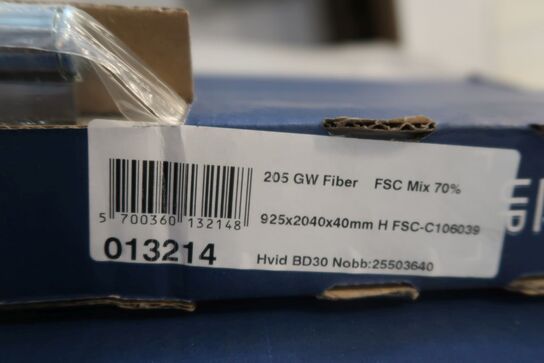 205 GW Fiber FSC Mix 70%
925x2040x40mm H FSC-C106039
5 700360 132148
013214
Hvid BD30 Nobb:25503640